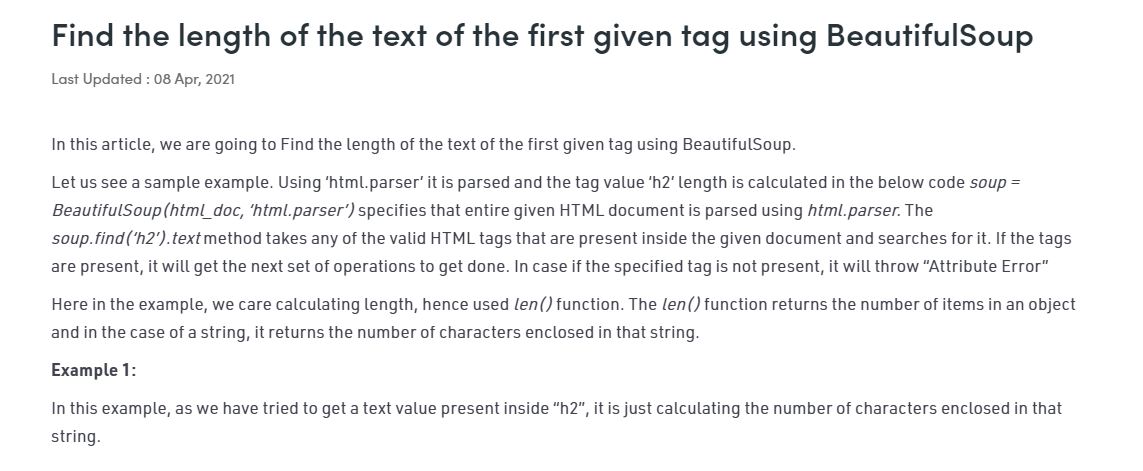 Find the length of the text of the first given tag using BeautifulSoup
Last Updated : 08 Apr, 2021
In this article, we are going to Find the length of the text of the first given tag using BeautifulSoup.
Let us see a sample example. Using ‘html.parser’ it is parsed and the tag value ‘h2’ length is calculated in the below code soup =
BeautifulSoup(html_doc, ‘html.parser’) specifies that entire given HTML document is parsed using html.parser. The
soup.find(‘h2’).text method takes any of the valid HTML tags that are present inside the given document and searches for it. If the tags
are present, it will get the next set of operations to get done. In case if the specified tag is not present, it will throw “Attribute Error”
Here in the example, we care calculating length, hence used len() function. The len() function returns the number of items in an object
and in the case of a string, it returns the number of characters enclosed in that string.
Example 1:
In this example, as we have tried to get a text value present inside “h2”, it is just calculating the number of characters enclosed in that
string.